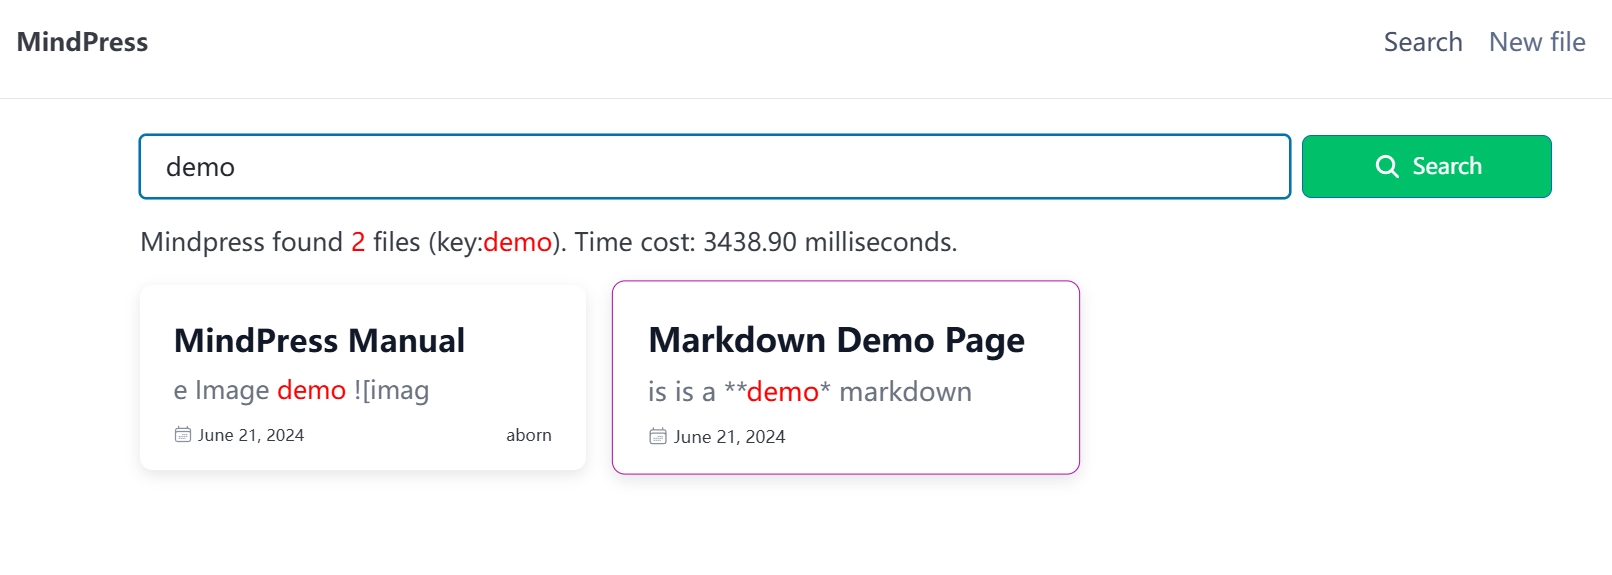 MindPress
Search New file
demo
Search
Mindpress found 2 files (key:demo). Time cost: 3438.90 milliseconds.
MindPress Manual
e Image demo ![imag
June 21, 2024 aborn
Markdown Demo Page
is is a **demo* markdown
June 21, 2024